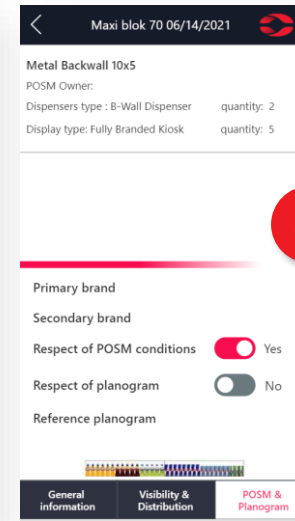 Maxi blok 70 06/14/2021
Metal Backwall 10x5
POSM Owner:
Dispensers type : B-Wall Dispenser quantity: 2
Display type: Fully Branded Kiosk quantity: 5
Primary brand
Secondary brand
Respect of POSM conditions Yes
Respect of planogram No
Reference planogram
General information
Visibility & Distribution
POSM & Planogram